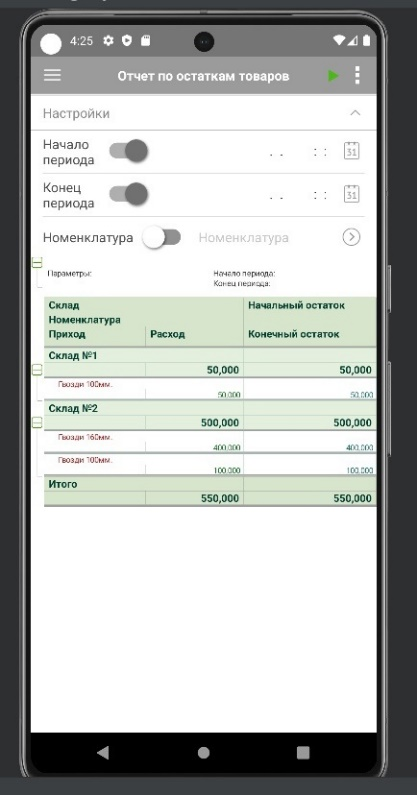 4:25
Отчет по остаткам товаров
Настройки
Начало
периода . . : : 31
Конец
периода . . : : 31
Номенклатура Номенклатура
Параметры: Начало периода:
Конец периода:
Склад Начальный остаток
Номенклатура
Приход Расход Конечный остаток
Склад №1
50,000 50,000
Гвозди 100мм.
50,000 50,000
Склад №2
500,000 500,000
Гвозди 160мм.
400,000 400,000
Гвозди 100мм.
100,000 100,000
Итого
550,000 550,000